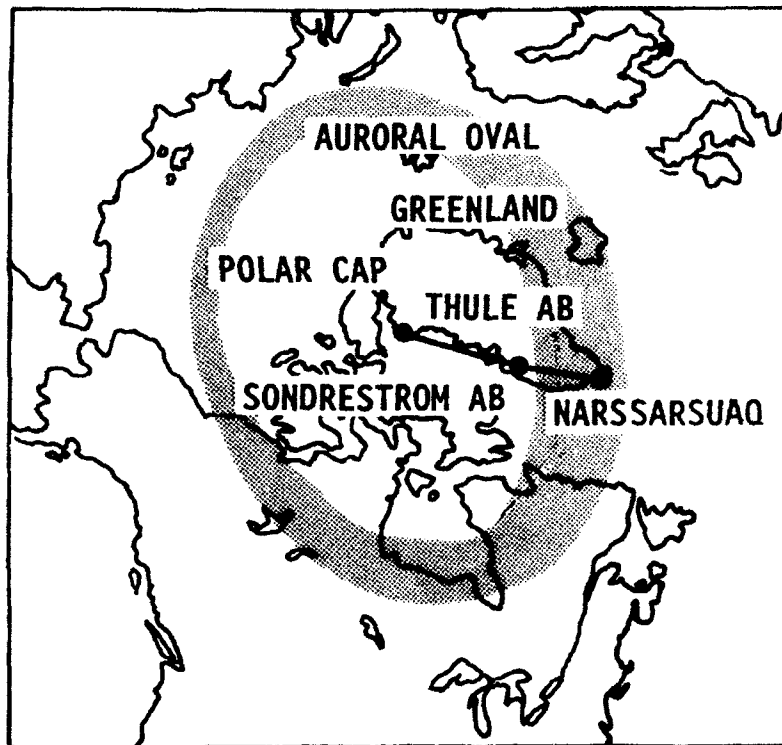 AURORAL OVAL
GREENLAND
POLAR CAP
THULE AB
SONDRESTROM AB
NARSSARSUAQ